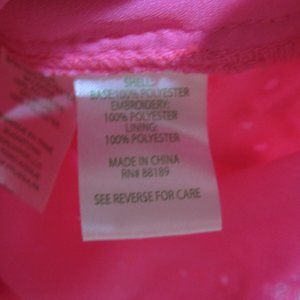 SHELL:
BASE:100% POLYESTER
EMBROIDERY:
100% POLYESTER
LINING:
100% POLYESTER
MADE IN CHINA
RN# 88189
SEE REVERSE FOR CARE